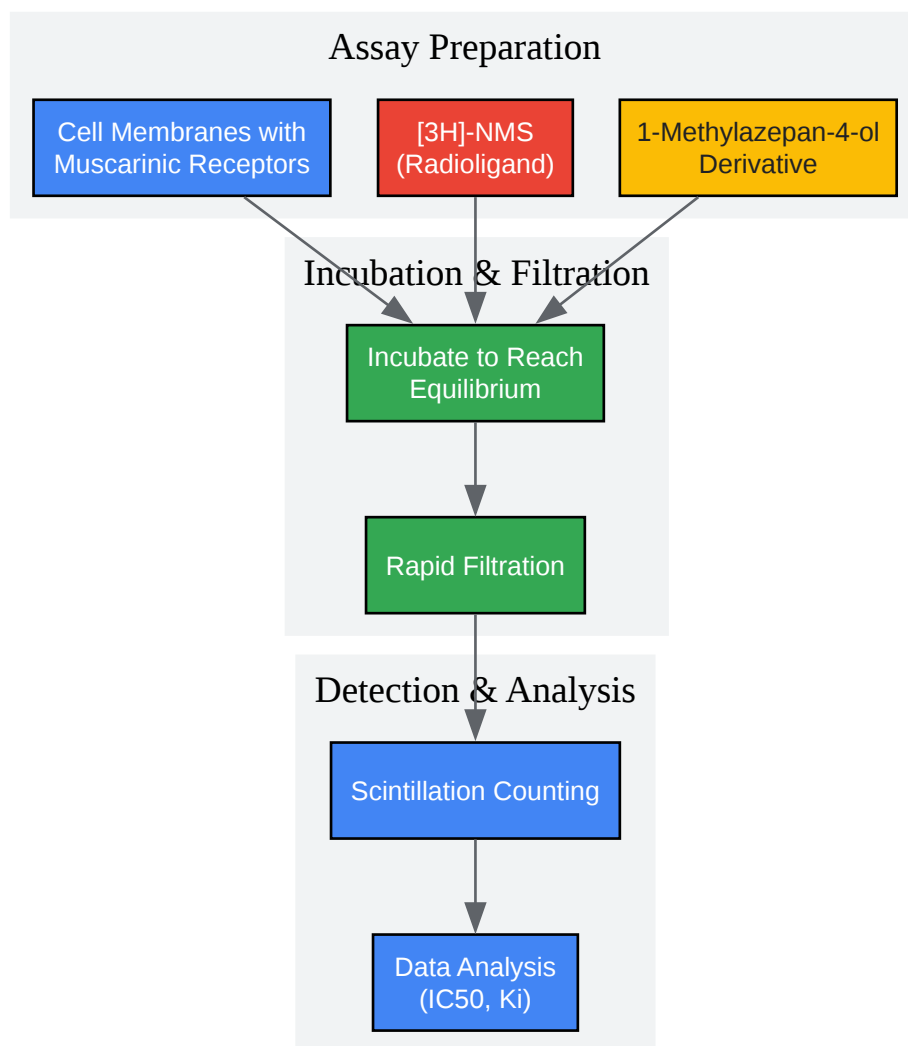 Assay Preparation
Cell Membranes with
Muscarinic Receptors
[3H]-NMS
(Radioligand)
1-Methylazepan-4-ol
Derivative
Incubation & Filtration
Incubate to Reach
Equilibrium
Rapid Filtration
Detection & Analysis
Scintillation Counting
Data Analysis
(IC50, Ki)